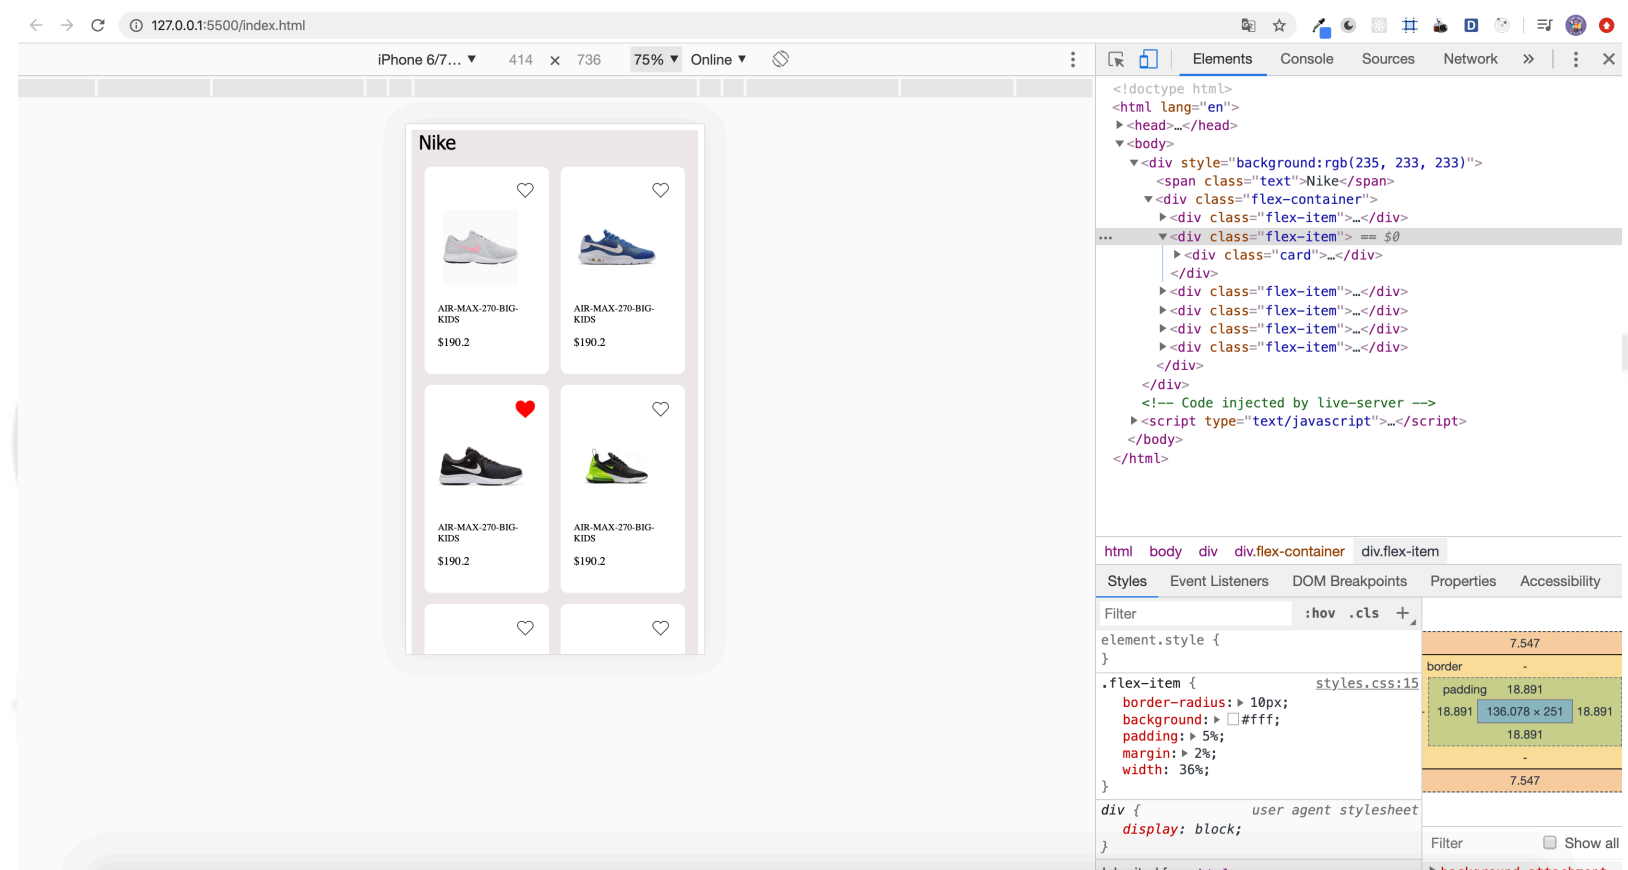 127.0.0.1:5500/index.html
iPhone 6/7... ▼ 414 × 736 75% ▼ Online ▼
Elements Console Sources Network »
Nike
AIR-MAX-270-BIG-
KIDS
$190.2
AIR-MAX-270-BIG-
KIDS
$190.2
AIR-MAX-270-BIG-
KIDS
$190.2
AIR-MAX-270-BIG-
KIDS
$190.2
<!doctype html>
<html lang="en">
▶<head>…</head>
▼<body>
▼<div style="background:rgb(235, 233, 233)">
<span class="text">Nike</span>
▼<div class="flex-container">
▶<div class="flex-item">…</div>
… ▼<div class="flex-item"> == $0
▶<div class="card">…</div>
</div>
▶<div class="flex-item">…</div>
▶<div class="flex-item">…</div>
▶<div class="flex-item">…</div>
▶<div class="flex-item">…</div>
</div>
</div>
<!-- Code injected by live-server -->
▶<script type="text/javascript">…</script>
</body>
</html>
html body div div.flex-container div.flex-item
Styles Event Listeners DOM Breakpoints Properties Accessibility
Filter :hov .cls +
element.style {
}
.flex-item { styles.css:15
border-radius: ▶ 10px;
background: ▶ #fff;
padding: ▶ 5%;
margin: ▶ 2%;
width: 36%;
}
div { user agent stylesheet
display: block;
}
7.547
border -
padding 18.891
18.891 136.078 × 251 18.891
18.891
-
7.547
Filter Show all